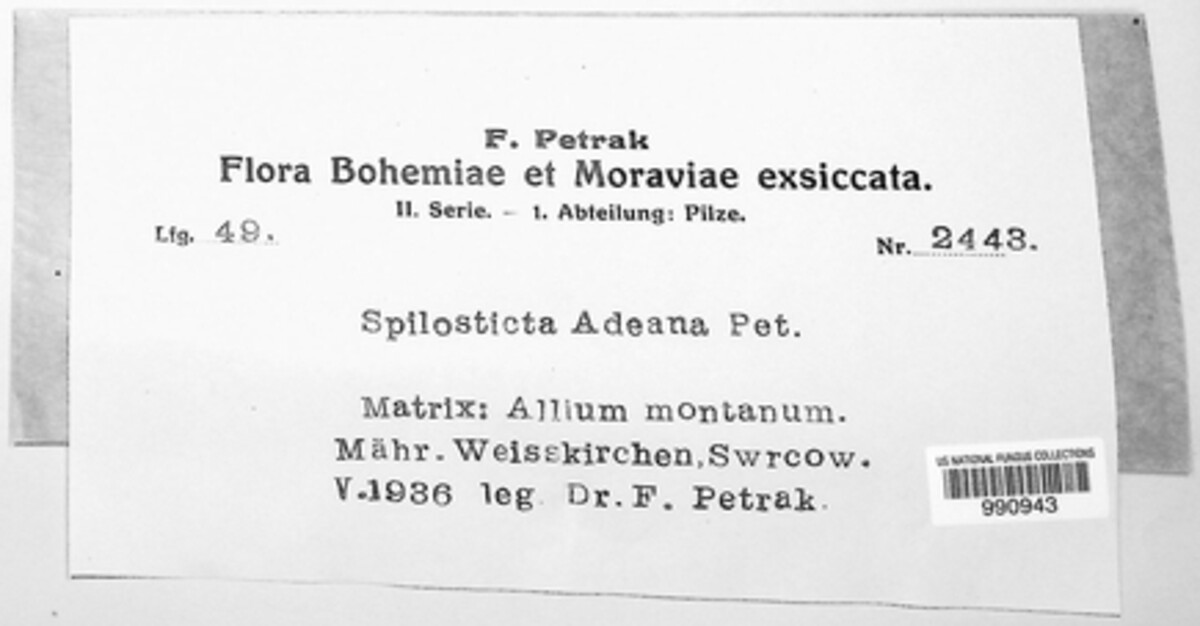 F. Petrak
Flora Bohemiae et Moraviae exsiccata.
II. Serie. - 1. Abteilung: Pilze.
Lfg. 49.
Nr. 2443.
Spilosticta Adeana Pet.
Matrix: Allium montanum.
Mähr. Weisskirchen, Swrcow.
V.1936 leg. Dr. F. Petrak.
US NATIONAL FUNGUS COLLECTIONS
990943